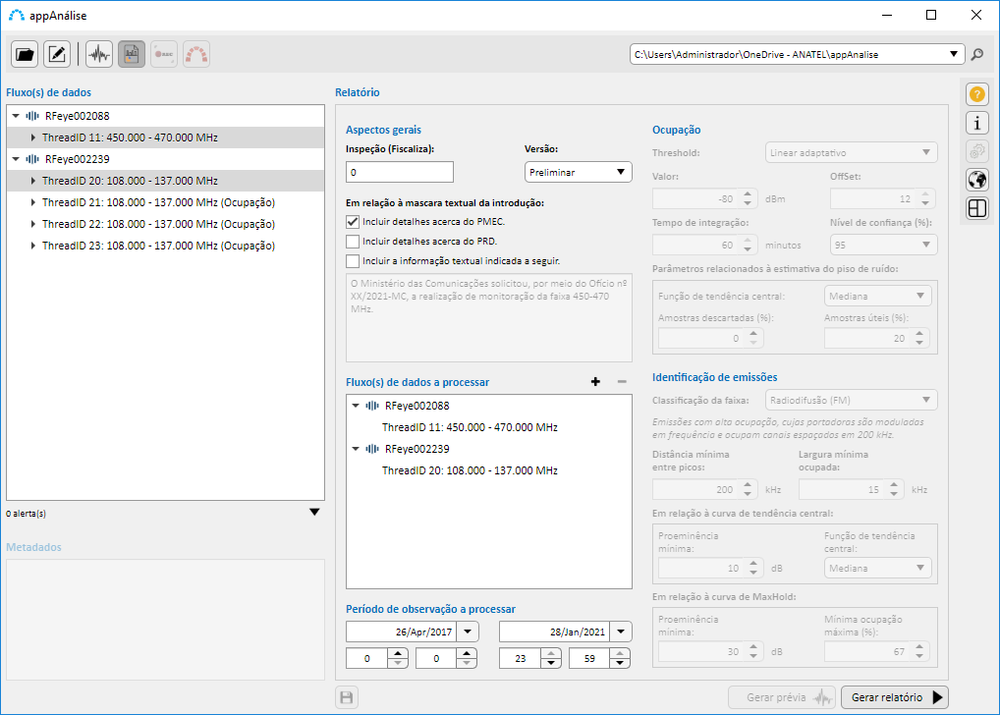 appAnálise
REC
C:\Users\Administrador\OneDrive - ANATEL\appAnalise
Fluxo(s) de dados
RFeye002088
ThreadID 11: 450.000 - 470.000 MHz
RFeye002239
ThreadID 20: 108.000 - 137.000 MHz
ThreadID 21: 108.000 - 137.000 MHz (Ocupação)
ThreadID 22: 108.000 - 137.000 MHz (Ocupação)
ThreadID 23: 108.000 - 137.000 MHz (Ocupação)
0 alerta(s)
Metadados
Relatório
Aspectos gerais
Inspeção (Fiscaliza): Versão:
0 Preliminar
Em relação à mascara textual da introdução:
Incluir detalhes acerca do PMEC.
Incluir detalhes acerca do PRD.
Incluir a informação textual indicada a seguir.
O Ministério das Comunicações solicitou, por meio do Ofício nº
XX/2021-MC, a realização de monitoração da faixa 450-470
MHz.
Fluxo(s) de dados a processar
RFeye002088
ThreadID 11: 450.000 - 470.000 MHz
RFeye002239
ThreadID 20: 108.000 - 137.000 MHz
Período de observação a processar
26/Apr/2017 28/Jan/2021
0 0 23 59
Ocupação
Threshold: Linear adaptativo
Valor: OffSet:
-80 dBm 12
Tempo de integração: Nível de confiança (%):
60 minutos 95
Parâmetros relacionados à estimativa do piso de ruído:
Função de tendência central: Mediana
Amostras descartadas (%): Amostras úteis (%):
0 20
Identificação de emissões
Classificação da faixa: Radiodifusão (FM)
Emissões com alta ocupação, cujas portadoras são moduladas
em frequência e ocupam canais espaçados em 200 kHz.
Distância mínima Largura mínima
entre picos: ocupada:
200 kHz 15 kHz
Em relação à curva de tendência central:
Proeminência Função de tendência
mínima: central:
10 dB Mediana
Em relação à curva de MaxHold:
Proeminência Mínima ocupação
mínima: máxima (%):
30 dB 67
Gerar prévia Gerar relatório
?
i